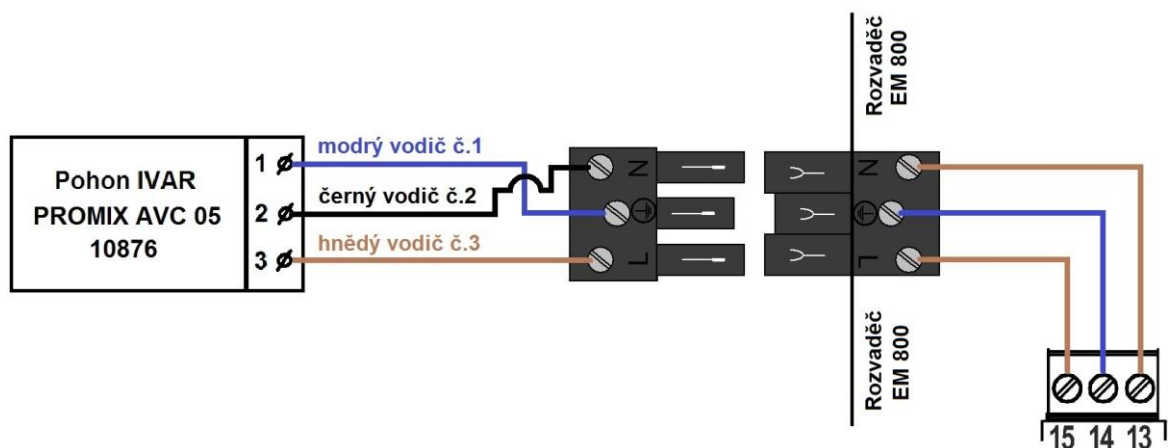 Pohon IVAR
PROMIX AVC 05
10876
1
2
3
modrý vodič č.1
černý vodič č.2
hnědý vodič č.3
N
L
N
L
Rozvaděč
EM 800
Rozvaděč
EM 800
15 14 13